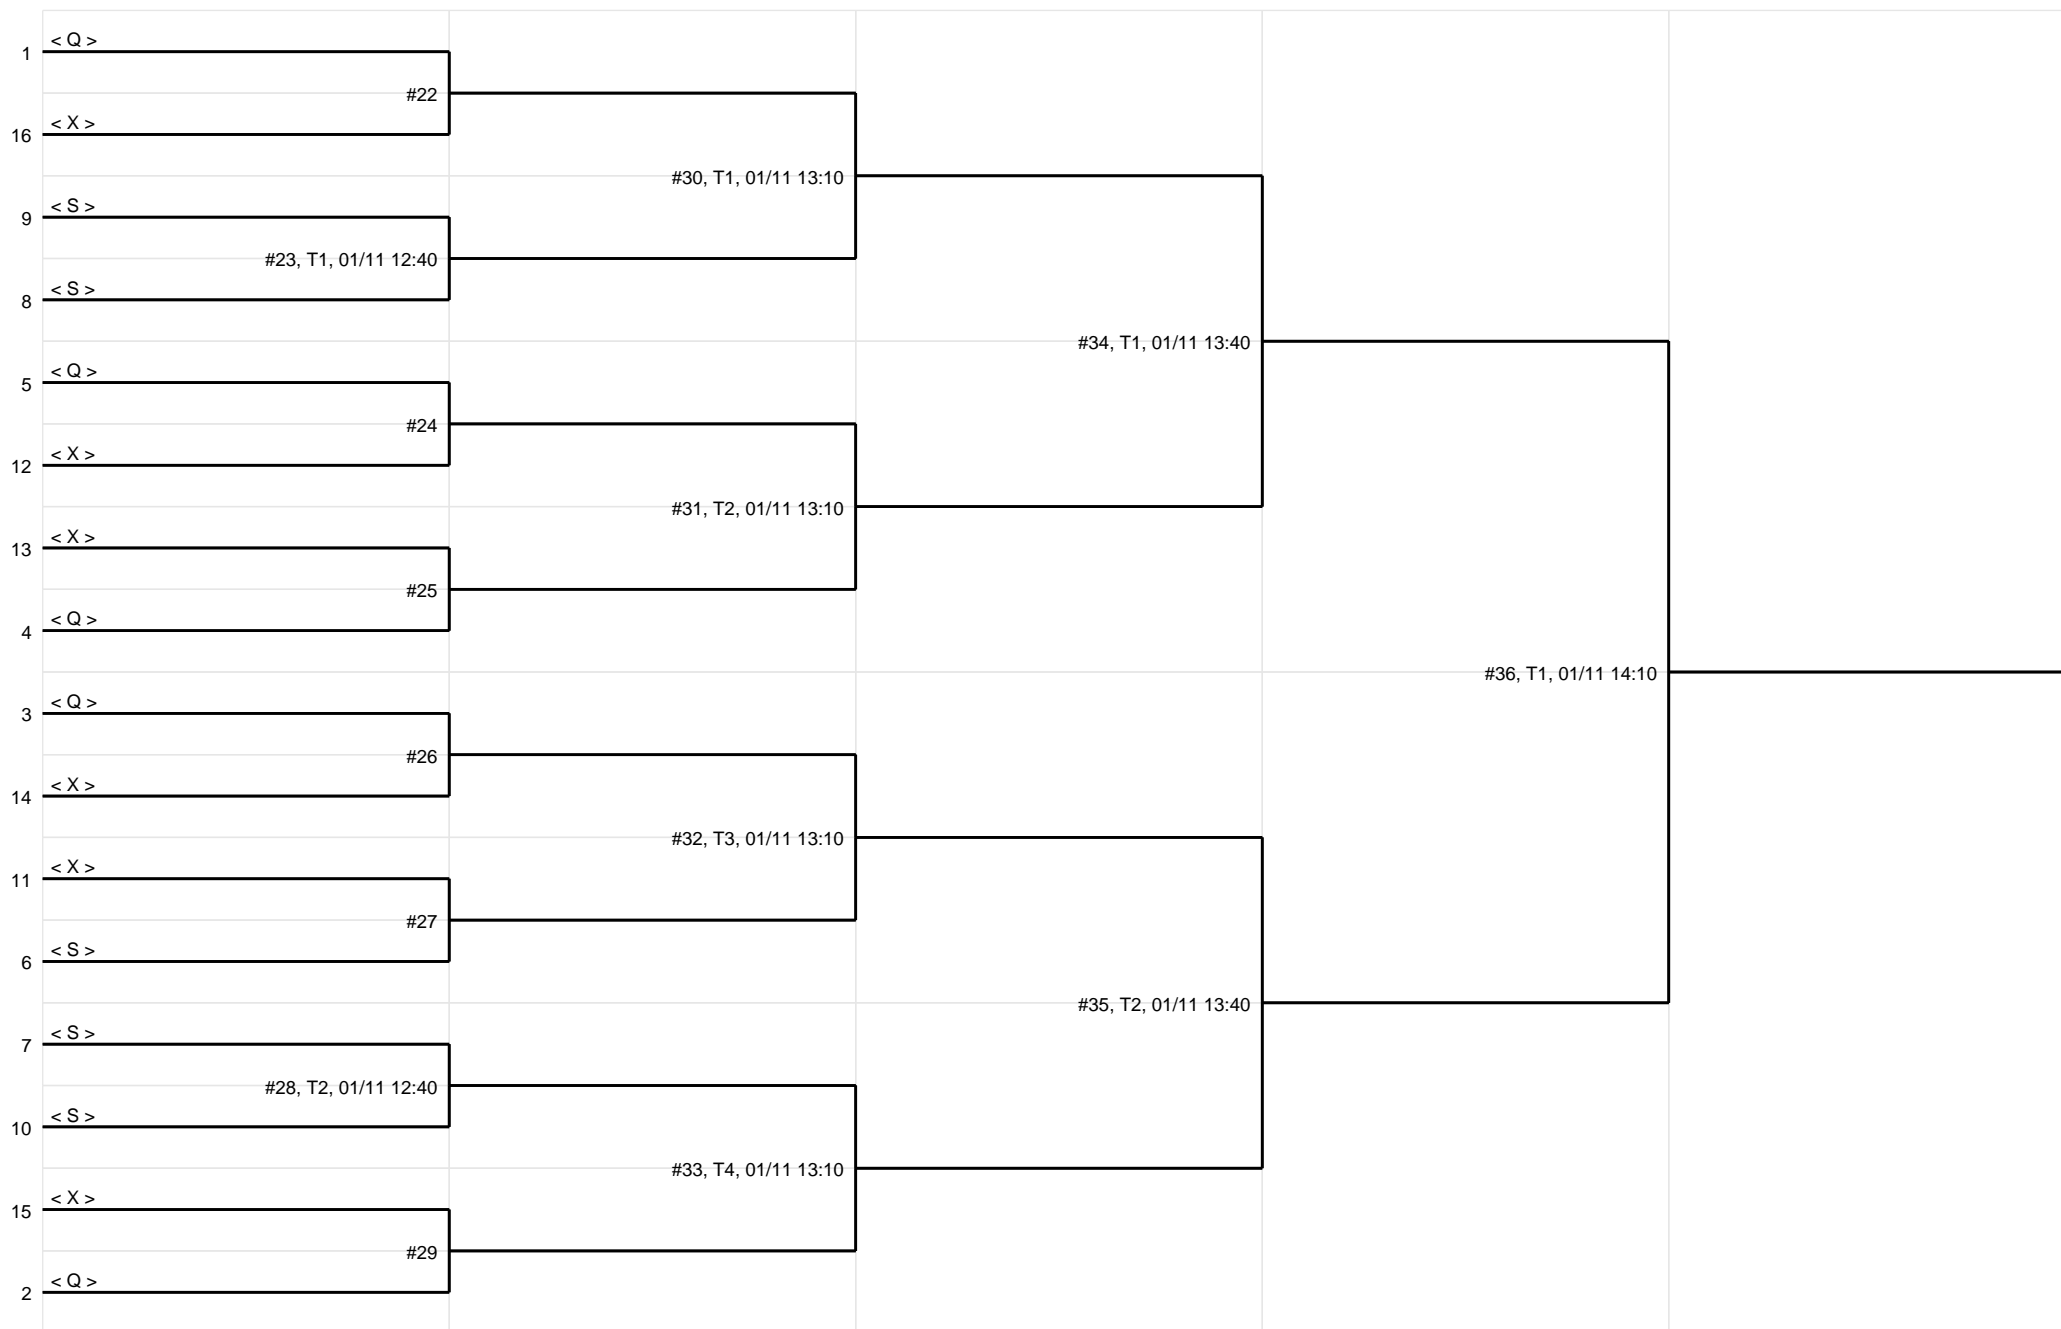 < Q >
1
#22
< X >
16
#30, T1, 01/11 13:10
< S >
9
#23, T1, 01/11 12:40
< S >
8
#34, T1, 01/11 13:40
< Q >
5
#24
< X >
12
#31, T2, 01/11 13:10
< X >
13
#25
< Q >
4
#36, T1, 01/11 14:10
< Q >
3
#26
< X >
14
#32, T3, 01/11 13:10
< X >
11
#27
< S >
6
#35, T2, 01/11 13:40
< S >
7
#28, T2, 01/11 12:40
< S >
10
#33, T4, 01/11 13:10
< X >
15
#29
< Q >
2